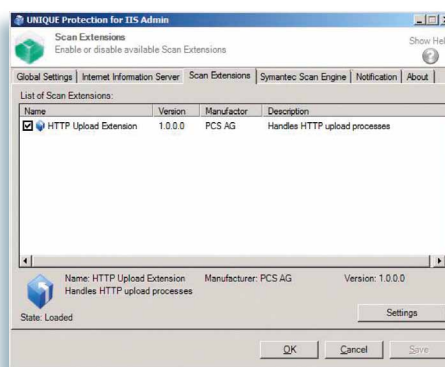 UNIQUE Protection for IIS Admin
Scan Extensions
Enable or disable available Scan Extensions
Show Hel
Global Settings Internet Information Server Scan Extensions Symantec Scan Engine Notification About
List of Scan Extensions:
Name Version Manufactor Description
HTTP Upload Extension 1.0.0.0 PCS AG Handles HTTP upload processes
Name: HTTP Upload Extension Manufacturer: PCS AG Version: 1.0.0.0
Handles HTTP upload processes
State: Loaded
Settings
OK Cancel Save